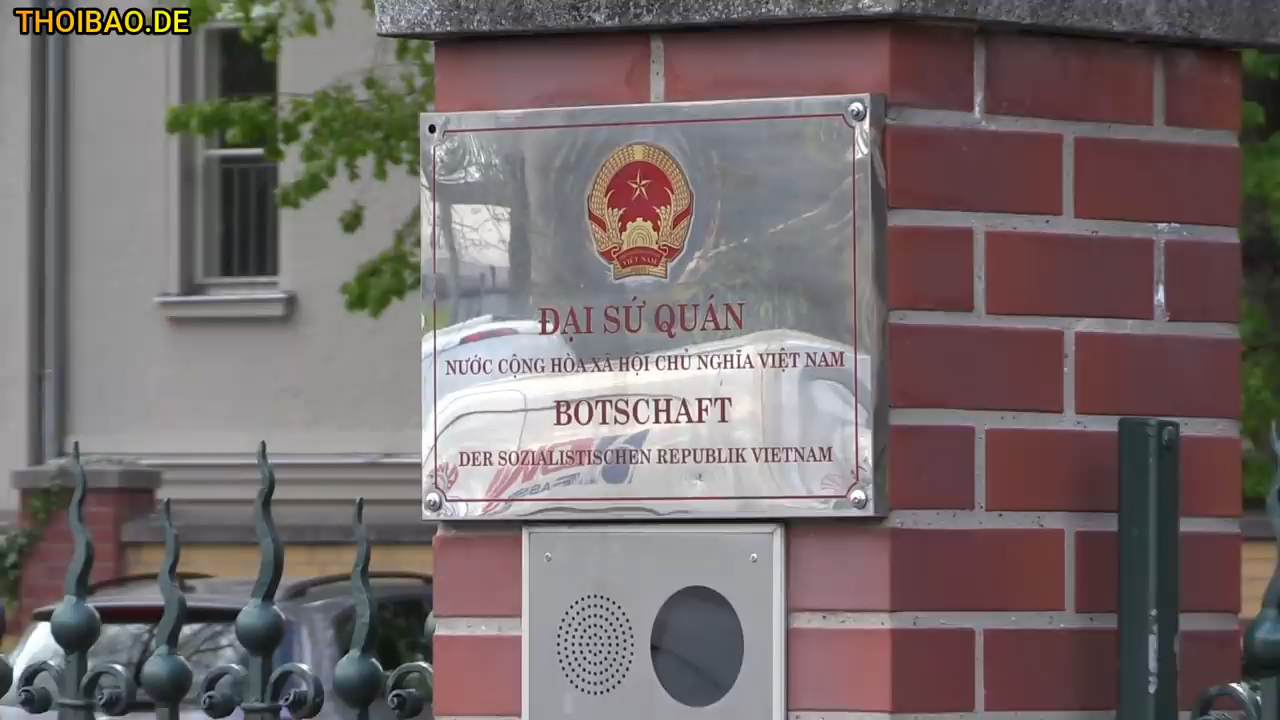 THOIBAO.DE
VIỆT NAM
ĐẠI SỨ QUÁN
NƯỚC CỘNG HÒA XÃ HỘI CHỦ NGHĨA VIỆT NAM
BOTSCHAFT
DER SOZIALISTISCHEN REPUBLIK VIETNAM